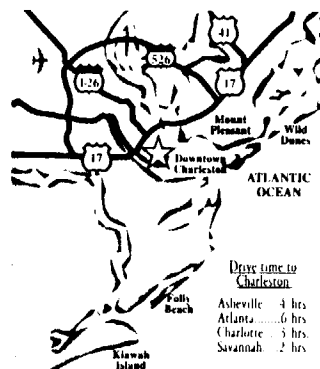 41
526
I-26
17
Mount
Pleasant
Wild
Dunes
17
Downtown
Charleston
ATLANTIC
OCEAN
Drive time to
Charleston
Asheville 4 hrs
Atlanta........6 hrs
Charlotte 3 hrs
Savannah 2 hrs
Folly
Beach
Kiawah
Island